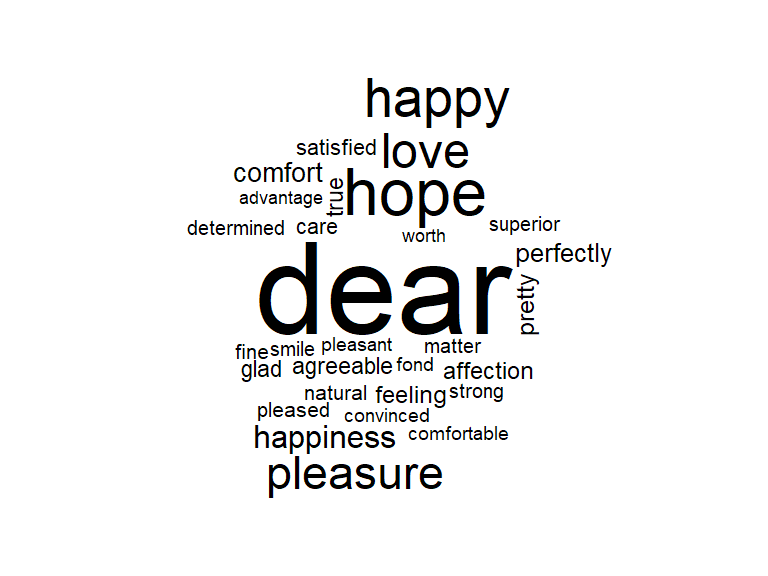 happy
satisfied love
comfort
advantage true hope
determined care worth superior
dear perfectly
pretty
fine smile pleasant matter
glad agreeable fond affection
natural feeling strong
pleased convinced
happiness comfortable
pleasure